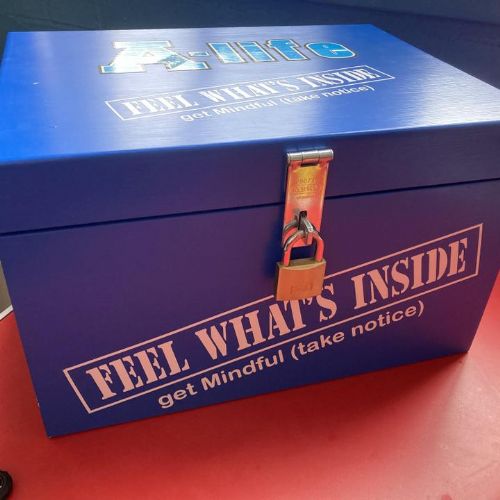 A-life
FEEL WHAT'S INSIDE
get Mindful (take notice)
FEEL WHAT'S INSIDE
get Mindful (take notice)